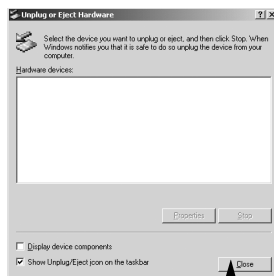 Unplug or Eject Hardware
Select the device you want to unplug or eject, and then click Stop. When
Windows notifies you that it is safe to do so unplug the device from your
computer.
Hardware devices:
Properties
Stop
Display device components
Show Unplug/Eject icon on the taskbar
Close